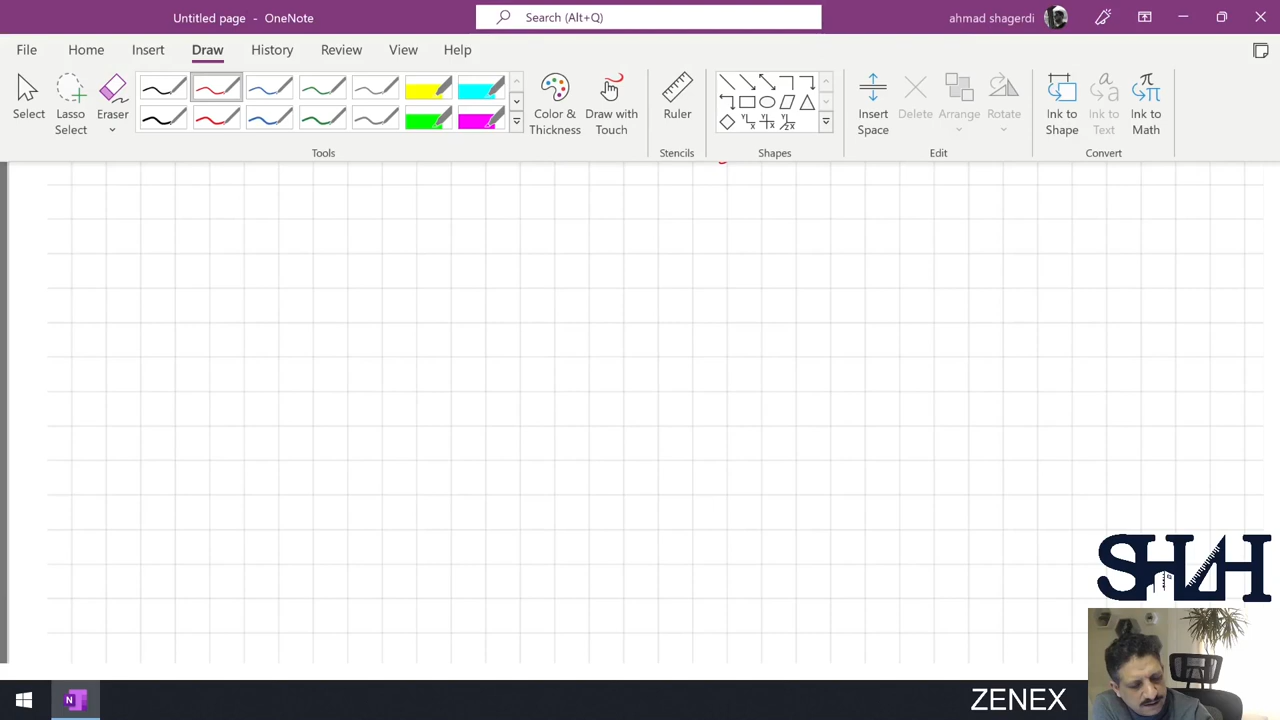 Untitled page - OneNote
Search (Alt+Q)
ahmad shagerdi
File Home Insert Draw History Review View Help
Select
Lasso Select
Eraser
Color & Thickness
Draw with Touch
Ruler
Insert Space
Delete
Arrange
Rotate
Ink to Shape
Ink to Text
Ink to Math
Tools Stencils Shapes Edit Convert
SHAH
N
ZENEX